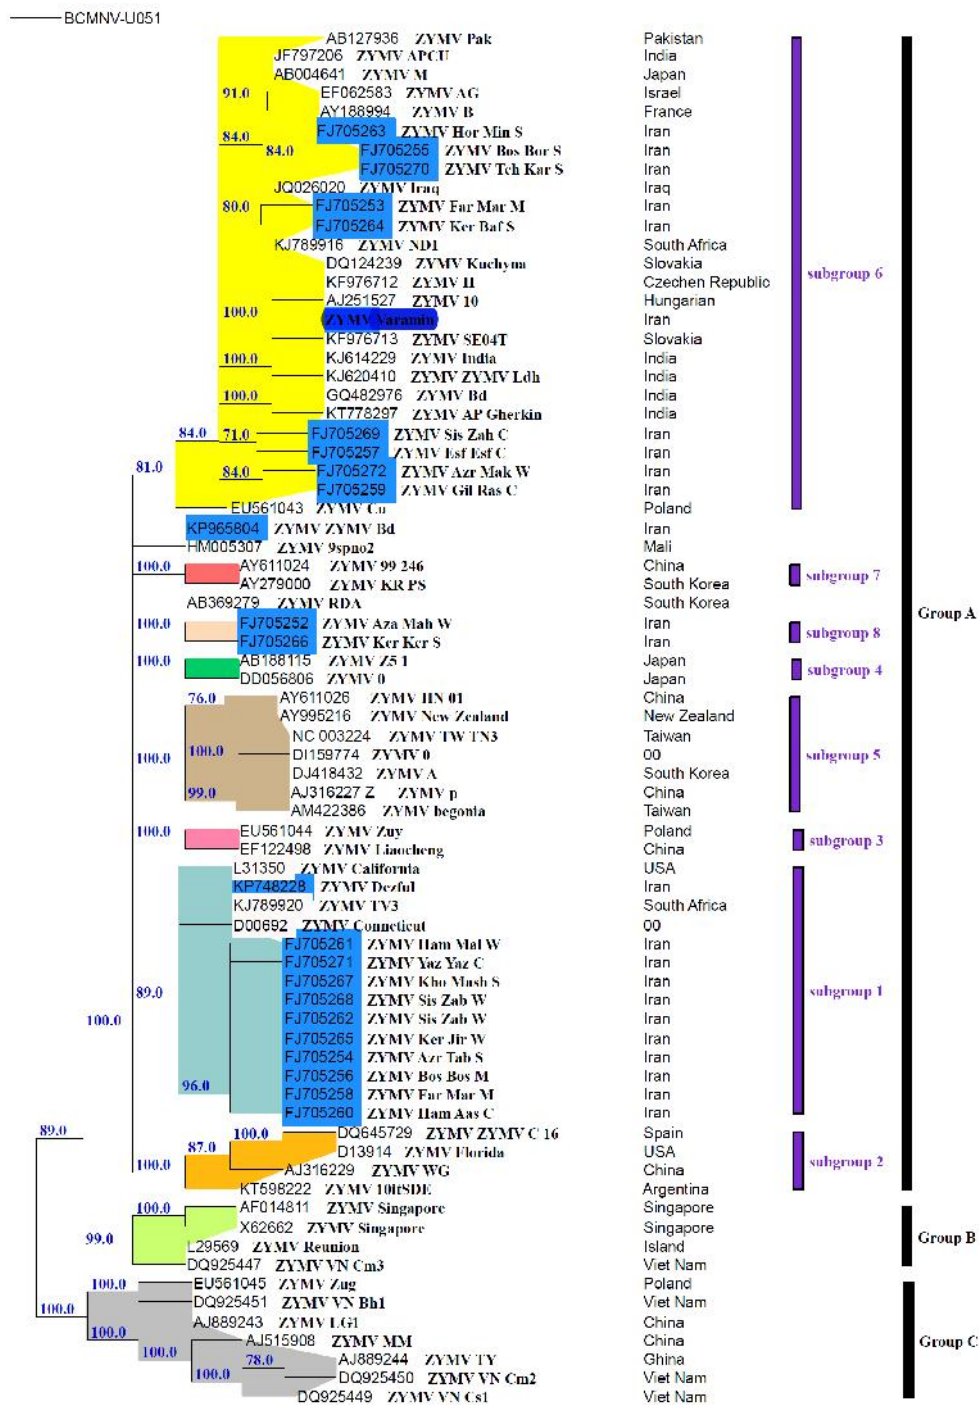 BCMNV-U051
AB127936 ZYMV Pak Pakistan
JF797206 ZYMV APCU India
AB004641 ZYMV M Japan
91.0 EF062583 ZYMV AG Israel
AY188994 ZYMV B France
84.0 FJ705263 ZYMV Hor Min S Iran
84.0 FJ705255 ZYMV Bos Bor S Iran
FJ705270 ZYMV Teh Kar S Iran
JQ026020 ZYMV Iraq Iraq
80.0 FJ705253 ZYMV Far Mar M Iran
FJ705264 ZYMV Ker Baf S Iran
KJ789916 ZYMV ND1 South Africa
DQ124239 ZYMV Kuchyna Slovakia
subgroup 6
KF976712 ZYMV H Czechen Republic
AJ251527 ZYMV 10 Hungarian
100.0 ZYMV Varamin Iran
KF976713 ZYMV SE04T Slovakia
100.0 KJ614229 ZYMV India India
KJ620410 ZYMV ZYMV Ldh India
100.0 GQ482976 ZYMV Bd India
KT778297 ZYMV AP Gherkin India
84.0 71.0 FJ705269 ZYMV Sis Zah C Iran
FJ705257 ZYMV Esf Esf C Iran
81.0 84.0 FJ705272 ZYMV Azr Mak W Iran
FJ705259 ZYMV Gil Ras C Iran
EU561043 ZYMV Cu Poland
KP965804 ZYMV ZYMV Bd Iran
HM005307 ZYMV 9spno2 Mali
100.0 AY611024 ZYMV 99 246 China
subgroup 7
AY279000 ZYMV KR PS South Korea
AB369279 ZYMV RDA South Korea
Group A
100.0 FJ705252 ZYMV Aza Mah W Iran
subgroup 8
FJ705266 ZYMV Ker Ker S Iran
100.0 AB188115 ZYMV Z5 1 Japan
subgroup 4
DD056806 ZYMV 0 Japan
76.0 AY611026 ZYMV HN 01 China
AY995216 ZYMV New Zealand New Zealand
NC 003224 ZYMV TW TN3 Taiwan
100.0 100.0 DI159774 ZYMV 0 00 subgroup 5
DJ418432 ZYMV A South Korea
99.0 AJ316227 Z ZYMV p China
AM422386 ZYMV begonia Taiwan
100.0 EU561044 ZYMV Zuy Poland
subgroup 3
EF122498 ZYMV Liaocheng China
L31350 ZYMV California USA
KP748228 ZYMV Dezful Iran
KJ789920 ZYMV TV3 South Africa
D00692 ZYMV Conneticut 00
FJ705261 ZYMV Ham Mal W Iran
FJ705271 ZYMV Yaz Yaz C Iran
89.0 FJ705267 ZYMV Kho Mash S Iran
subgroup 1
FJ705268 ZYMV Sis Zab W Iran
100.0 FJ705262 ZYMV Sis Zab W Iran
FJ705265 ZYMV Ker Jir W Iran
FJ705254 ZYMV Azr Tab S Iran
96.0 FJ705256 ZYMV Bos Bos M Iran
FJ705258 ZYMV Far Mar M Iran
FJ705260 ZYMV Ham Aas C Iran
89.0 100.0 DQ645729 ZYMV ZYMV C 16 Spain
87.0 D13914 ZYMV Florida USA
100.0 AJ316229 ZYMV WG China subgroup 2
KT598222 ZYMV 10itSDE Argentina
100.0 AF014811 ZYMV Singapore Singapore
X62662 ZYMV Singapore Singapore
99.0 Group B
L29569 ZYMV Reunion Island
DQ925447 ZYMV VN Cm3 Viet Nam
100.0 EU561045 ZYMV Zug Poland
100.0 DQ925451 ZYMV VN Bh1 Viet Nam
AJ889243 ZYMV LG1 China
100.0 AJ515908 ZYMV MM China Group C
100.0 78.0 AJ889244 ZYMV TY Ghina
100.0 DQ925450 ZYMV VN Cm2 Viet Nam
DQ925449 ZYMV VN Cs1 Viet Nam